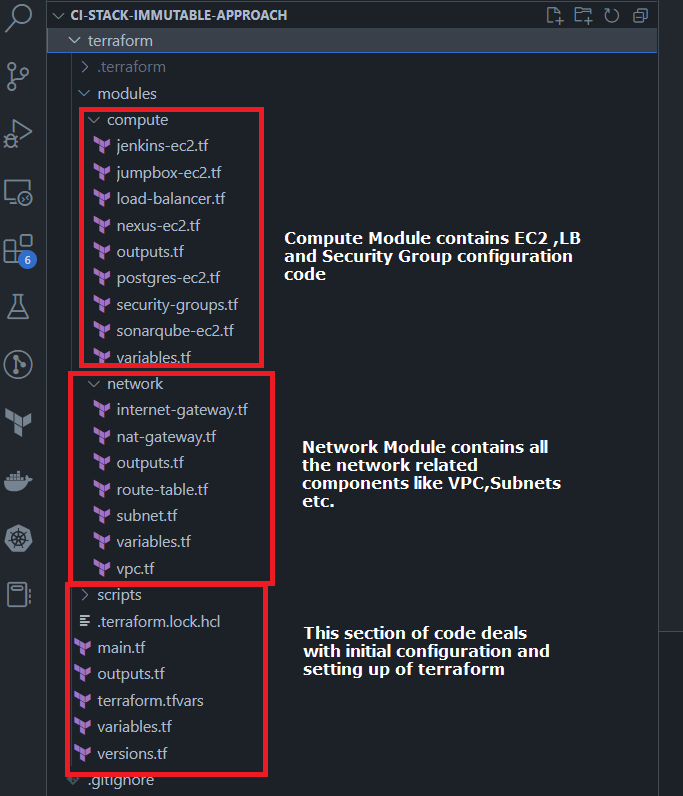 CI-STACK-IMMUTABLE-APPROACH
terraform
.terraform
modules
compute
jenkins-ec2.tf
jumpbox-ec2.tf
load-balancer.tf
nexus-ec2.tf
outputs.tf
postgres-ec2.tf
security-groups.tf
sonarqube-ec2.tf
variables.tf
Compute Module contains EC2 ,LB
and Security Group configuration
code
6
network
internet-gateway.tf
nat-gateway.tf
outputs.tf
route-table.tf
subnet.tf
variables.tf
vpc.tf
Network Module contains all
the network related
components like VPC,Subnets
etc.
scripts
.terraform.lock.hcl
main.tf
outputs.tf
terraform.tfvars
variables.tf
versions.tf
This section of code deals
with initial configuration and
setting up of terraform
.gitignore